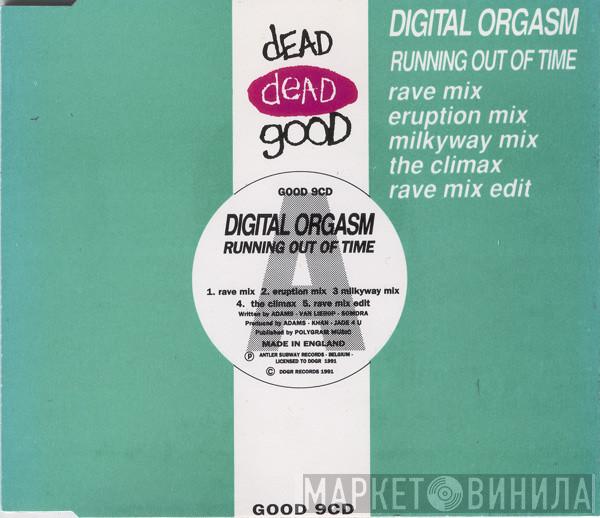 dEAD
deAD
gOOD
DIGITAL ORGASM
RUNNING OUT OF TIME
rave mix
eruption mix
milkyway mix
the climax
rave mix edit
GOOD 9CD
A
DIGITAL ORGASM
RUNNING OUT OF TIME
1. rave mix 2. eruption mix 3 milkyway mix
4. the climax 5. rave mix edit
Written by ADAMS - VAN LIEROP - SOMORA
Produced by ADAMS - KHAN - JADE 4 U
Published by POLYGRAM MUSIC
MADE IN ENGLAND
Ⓟ ANTLER SUBWAY RECORDS - BELGIUM -
LICENSED TO DDGR 1991
© DDGR RECORDS 1991
GOOD 9CD
МАРКЕТ ВИНИЛА